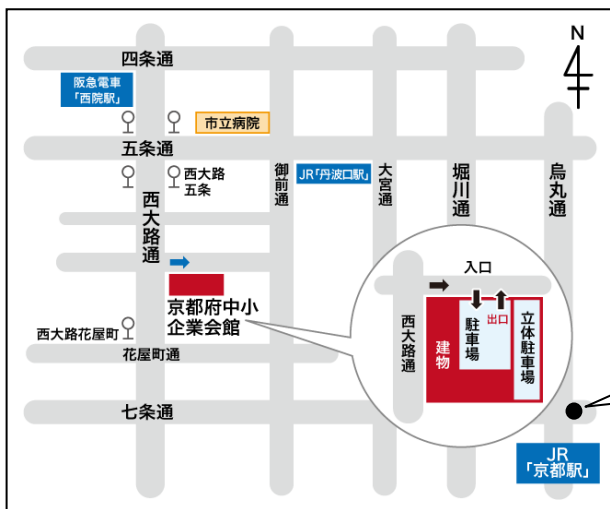 N
四条通
阪急電車
「西院駅」
市立病院
五条通
西大路
五条
西大路通
御前通
JR「丹波口駅」
大宮通
堀川通
烏丸通
京都府中小
企業会館
西大路花屋町
花屋町通
七条通
入口
出口
西大路通
建物
駐車場
立体駐車場
JR
「京都駅」